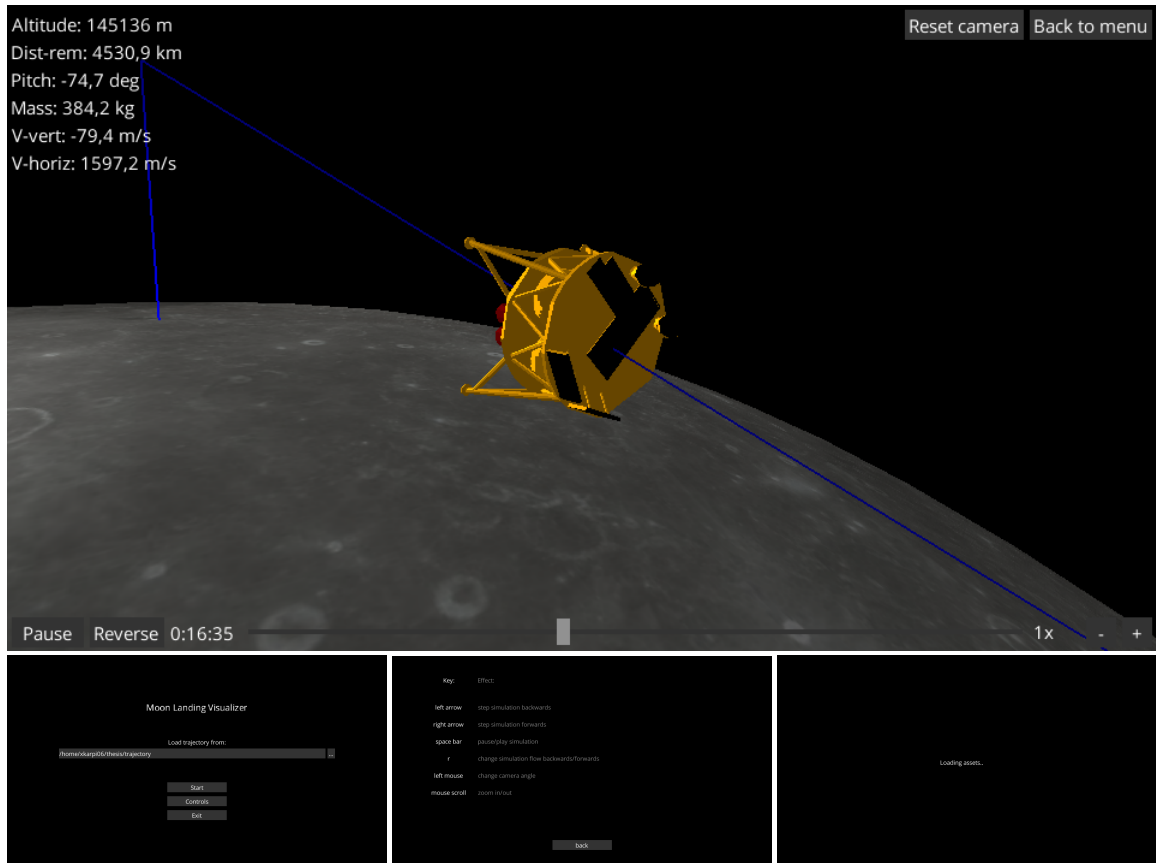 Altitude: 145136 m
Dist-rem: 4530,9 km
Pitch: -74,7 deg
Mass: 384,2 kg
V-vert: -79,4 m/s
V-horiz: 1597,2 m/s
Reset camera Back to menu
Pause Reverse 0:16:35 1x - +
Moon Landing Visualizer
Load trajectory from:
/home/xkarpi06/thesis/trajectory ...
Start
Controls
Exit
Key: Effect:
left arrow step simulation backwards
right arrow step simulation forwards
space bar pause/play simulation
r change simulation flow backwards/forwards
left mouse change camera angle
mouse scroll zoom in/out
back
Loading assets..